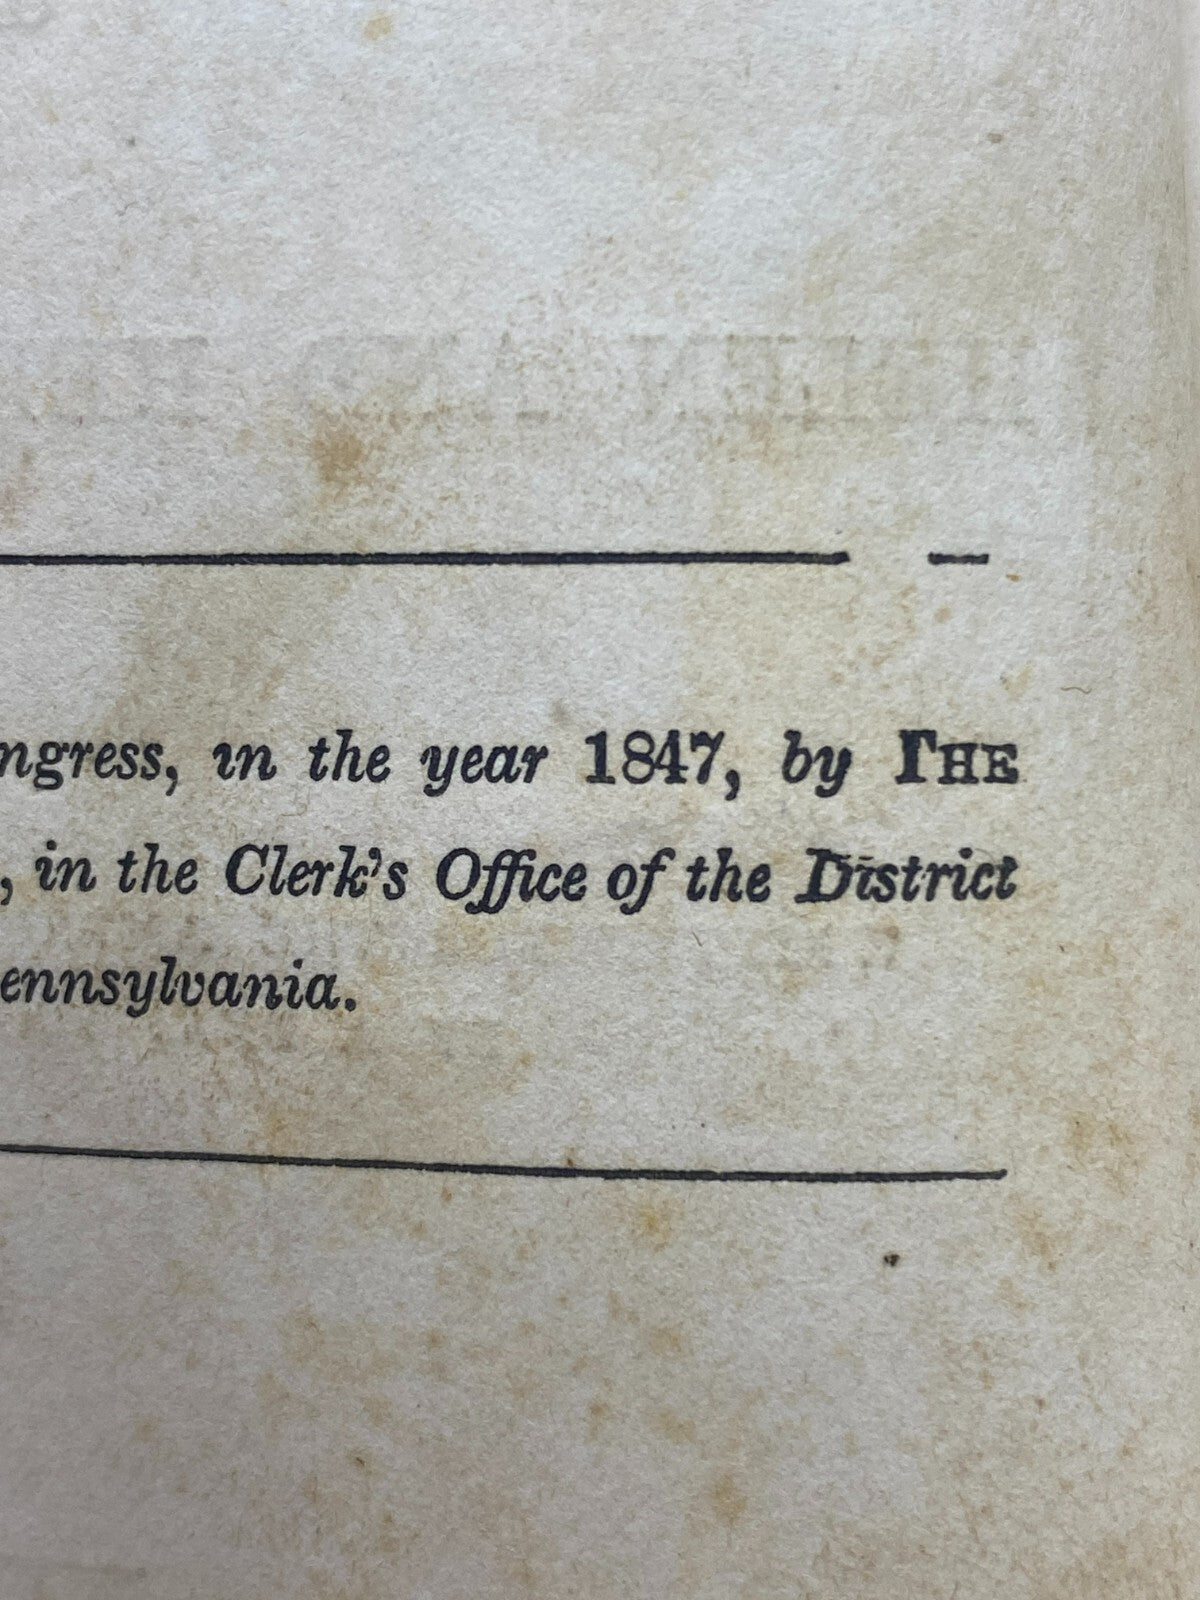 ngress, in the year 1847, by THE
, in the Clerk's Office of the District
ennsylvania.